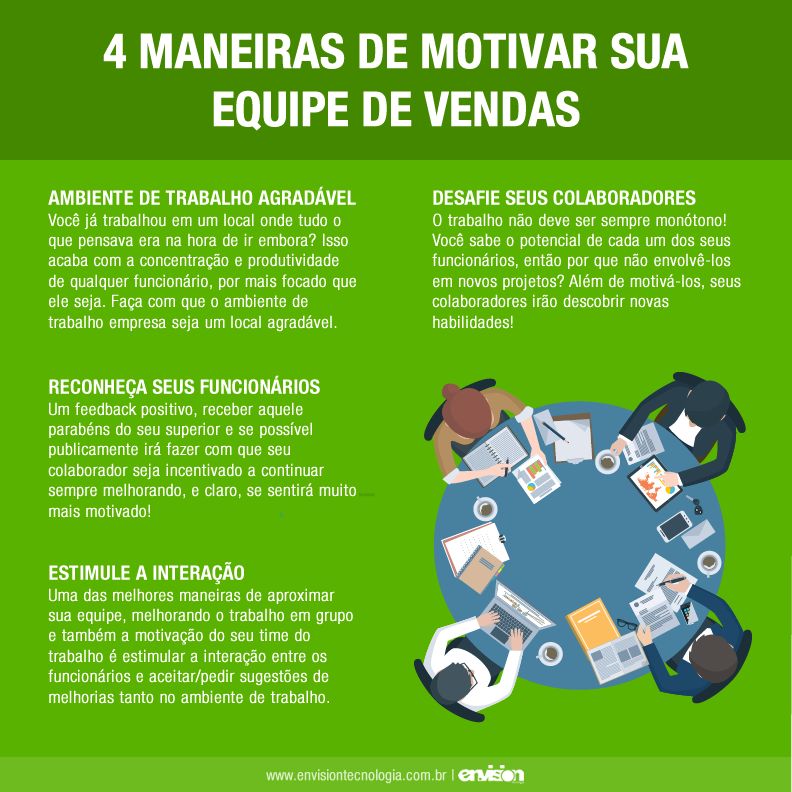 4 MANEIRAS DE MOTIVAR SUA
EQUIPE DE VENDAS
AMBIENTE DE TRABALHO AGRADÁVEL
Você já trabalhou em um local onde tudo o
que pensava era na hora de ir embora? Isso
acaba com a concentração e produtividade
de qualquer funcionário, por mais focado que
ele seja. Faça com que o ambiente de
trabalho empresa seja um local agradável.
RECONHEÇA SEUS FUNCIONÁRIOS
Um feedback positivo, receber aquele
parabéns do seu superior e se possível
publicamente irá fazer com que seu
colaborador seja incentivado a continuar
sempre melhorando, e claro, se sentirá muito
mais motivado!
ESTIMULE A INTERAÇÃO
Uma das melhores maneiras de aproximar
sua equipe, melhorando o trabalho em grupo
e também a motivação do seu time do
trabalho é estimular a interação entre os
funcionários e aceitar/pedir sugestões de
melhorias tanto no ambiente de trabalho.
DESAFIE SEUS COLABORADORES
O trabalho não deve ser sempre monótono!
Você sabe o potencial de cada um dos seus
funcionários, então por que não envolvê-los
em novos projetos? Além de motivá-los, seus
colaboradores irão descobrir novas
habilidades!
www.envisiontecnologia.com.br | envision